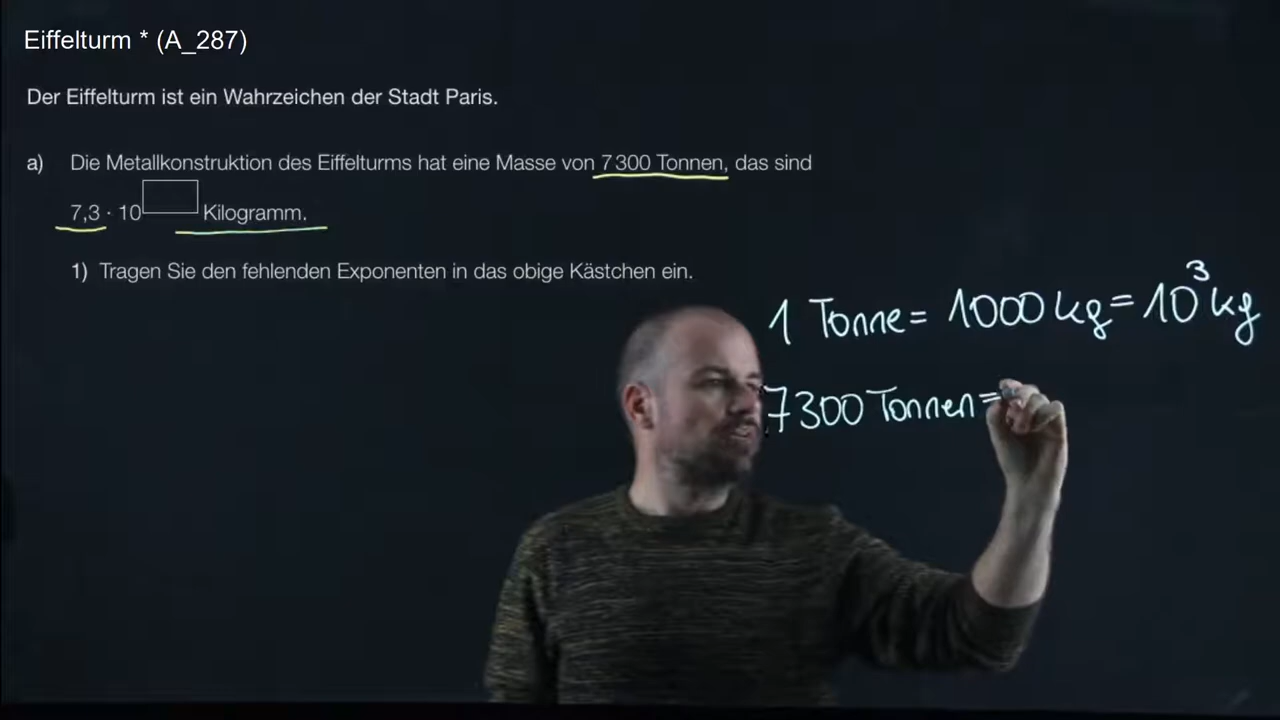 Eiffelturm * (A_287)
Der Eiffelturm ist ein Wahrzeichen der Stadt Paris.
a) Die Metallkonstruktion des Eiffelturms hat eine Masse von 7 300 Tonnen, das sind
7,3 · 10 Kilogramm.
1) Tragen Sie den fehlenden Exponenten in das obige Kästchen ein.
1 Tonne = 1000 kg = 10³ kg
7300 Tonnen =